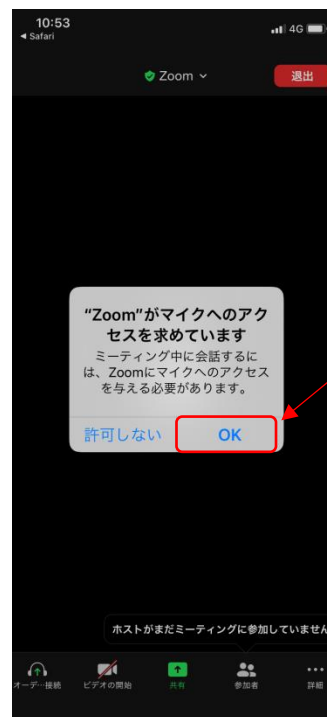 10:53
◀ Safari
4G
Zoom
退出
"Zoom"がマイクへのアク
セスを求めています
ミーティング中に会話するに
は、Zoomにマイクへのアクセス
を与える必要があります。
許可しない
OK
ホストがまだミーティングに参加していません
オーデ…接続
ビデオの開始
共有
参加者
詳細